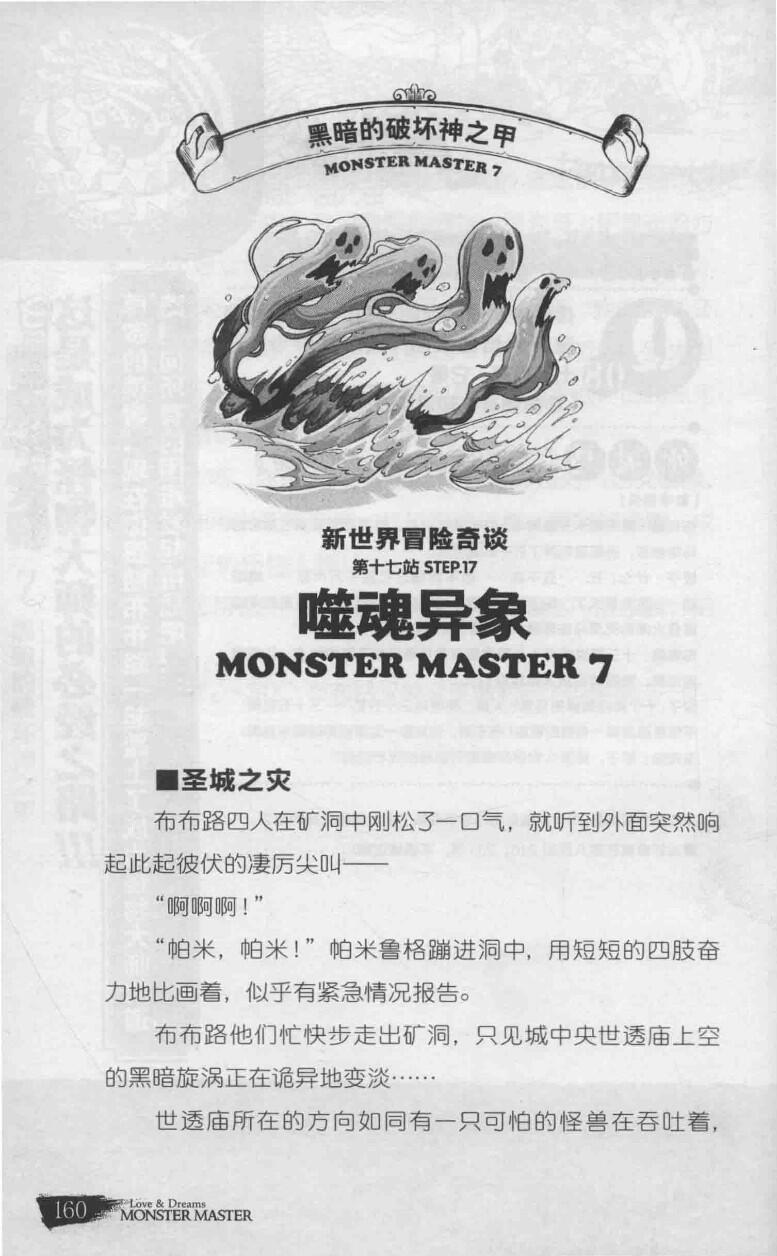 黑暗的破坏神之甲
MONSTER MASTER 7
新世界冒险奇谈
第十七站 STEP.17
噬魂异象
MONSTER MASTER 7
■圣城之灾
布布路四人在矿洞中刚松了一口气，就听到外面突然响
起此起彼伏的凄厉尖叫——
“啊啊啊！”
“帕米，帕米！”帕米鲁格蹦进洞中，用短短的四肢奋
力地比画着，似乎有紧急情况报告。
布布路他们忙快步走出矿洞，只见城中央世透庙上空
的黑暗旋涡正在诡异地变淡……
世透庙所在的方向如同有一只可怕的怪兽在吞吐着，
160
Love & Dreams
MONSTER MASTER